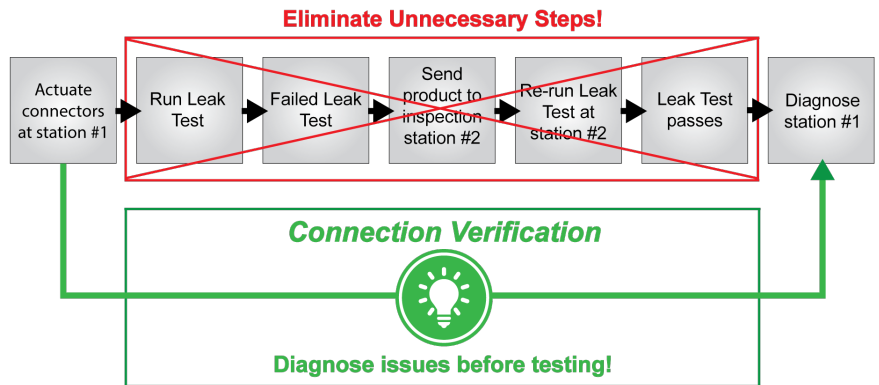 Eliminate Unnecessary Steps!
Actuate
connectors
at station #1
Run Leak
Test
Failed Leak
Test
Send
product to
inspection
station #2
Re-run Leak
Test at
station #2
Leak Test
passes
Diagnose
station #1
Connection Verification
Diagnose issues before testing!